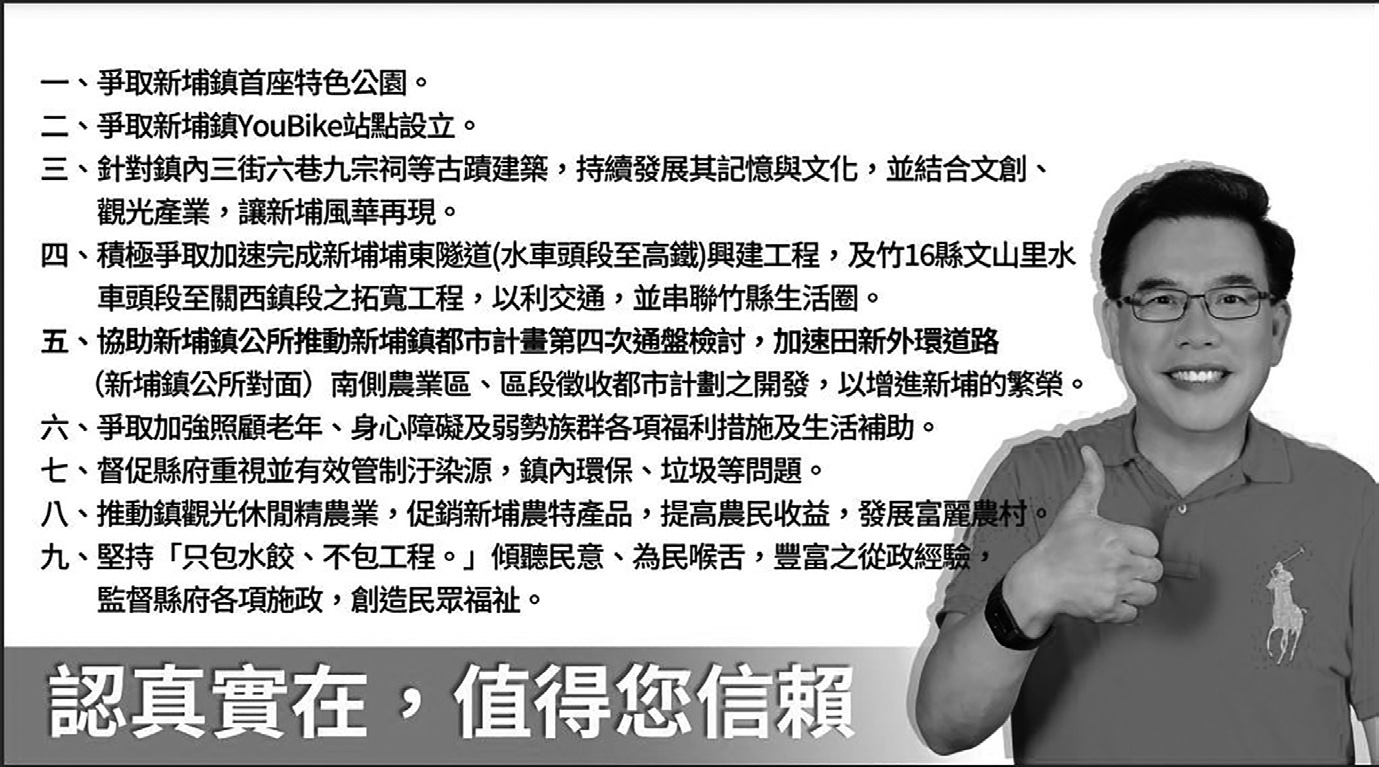 一、爭取新埔鎮首座特色公園。
二、爭取新埔鎮YouBike站點設立。
三、針對鎮內三街六巷九宗祠等古蹟建築，持續發展其記憶與文化，並結合文創、
觀光產業，讓新埔風華再現。
四、積極爭取加速完成新埔埔東隧道(水車頭段至高鐵)興建工程，及竹16縣文山里水
車頭段至關西鎮段之拓寬工程，以利交通，並串聯竹縣生活圈。
五、協助新埔鎮公所推動新埔鎮都市計畫第四次通盤檢討，加速田新外環道路
（新埔鎮公所對面）南側農業區、區段徵收都市計劃之開發，以增進新埔的繁榮。
六、爭取加強照顧老年、身心障礙及弱勢族群各項福利措施及生活補助。
七、督促縣府重視並有效管制汙染源，鎮內環保、垃圾等問題。
八、推動鎮觀光休閒精農業，促銷新埔農特產品，提高農民收益，發展富麗農村。
九、堅持「只包水餃、不包工程。」傾聽民意、為民喉舌，豐富之從政經驗，
監督縣府各項施政，創造民眾福祉。
認真實在，值得您信賴